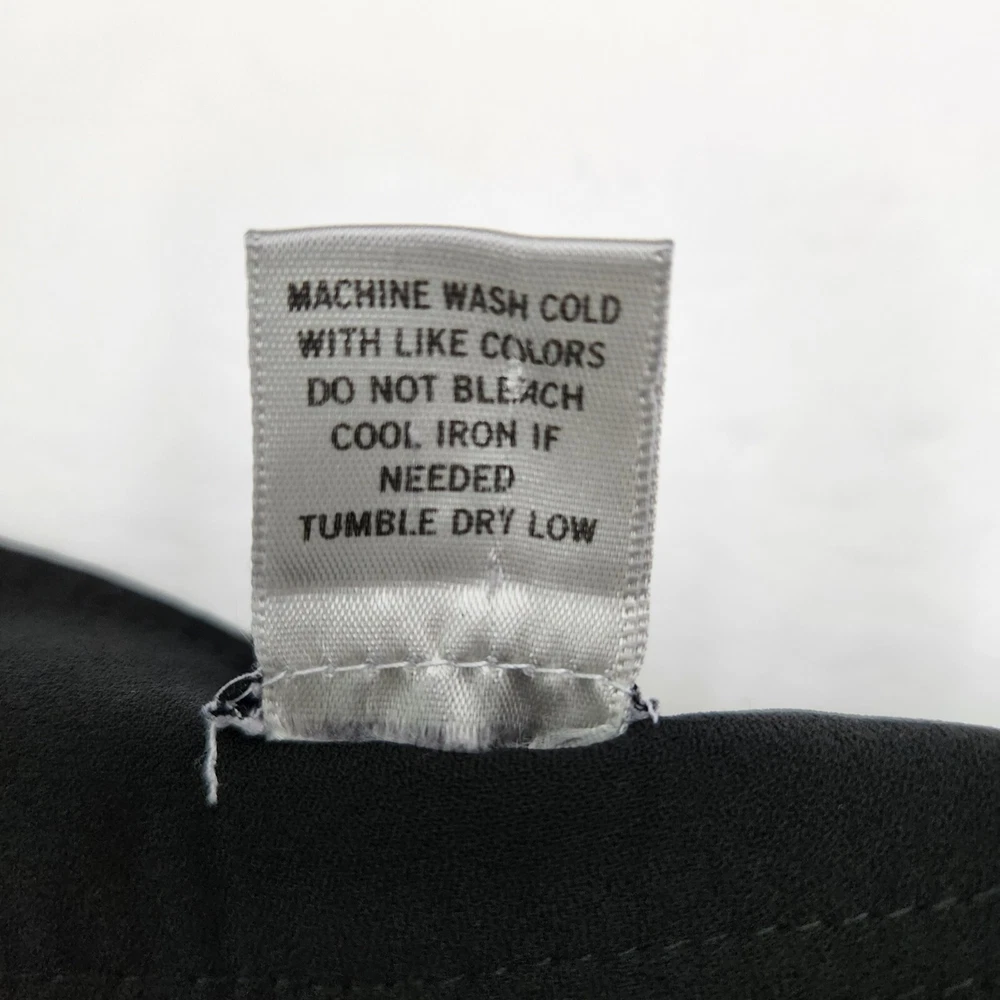 MACHINE WASH COLD
WITH LIKE COLORS
DO NOT BLEACH
COOL IRON IF
NEEDED
TUMBLE DRY LOW